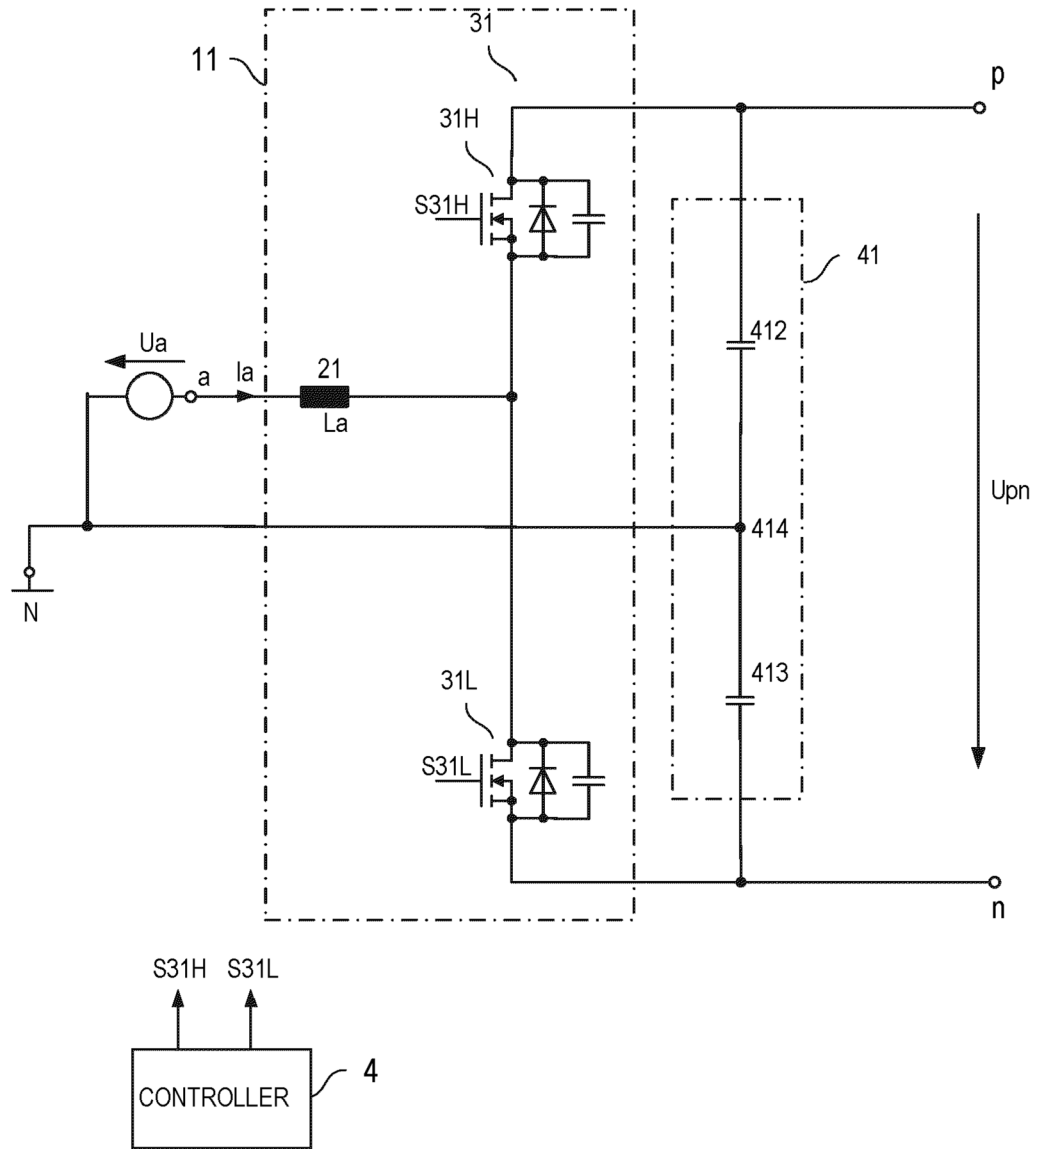 31
11
p
31H
S31H
41
412
Ua
a
Ia
21
La
Upn
414
N
413
31L
S31L
n
S31H S31L
4
CONTROLLER